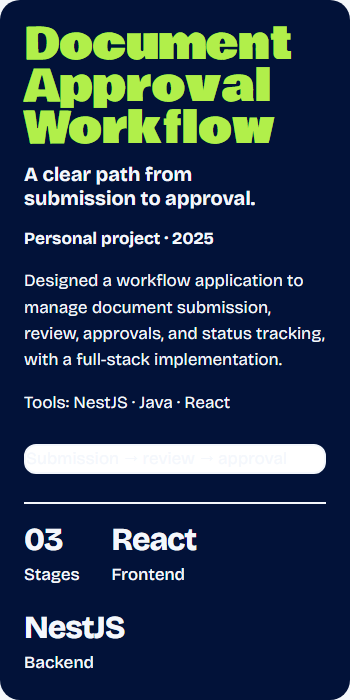 Document
Approval
Workflow
A clear path from
submission to approval.
Personal project · 2025
Designed a workflow application to
manage document submission,
review, approvals, and status tracking,
with a full-stack implementation.
Tools: NestJS · Java · React
Submission → review → approval
03 React
Stages Frontend
NestJS
Backend